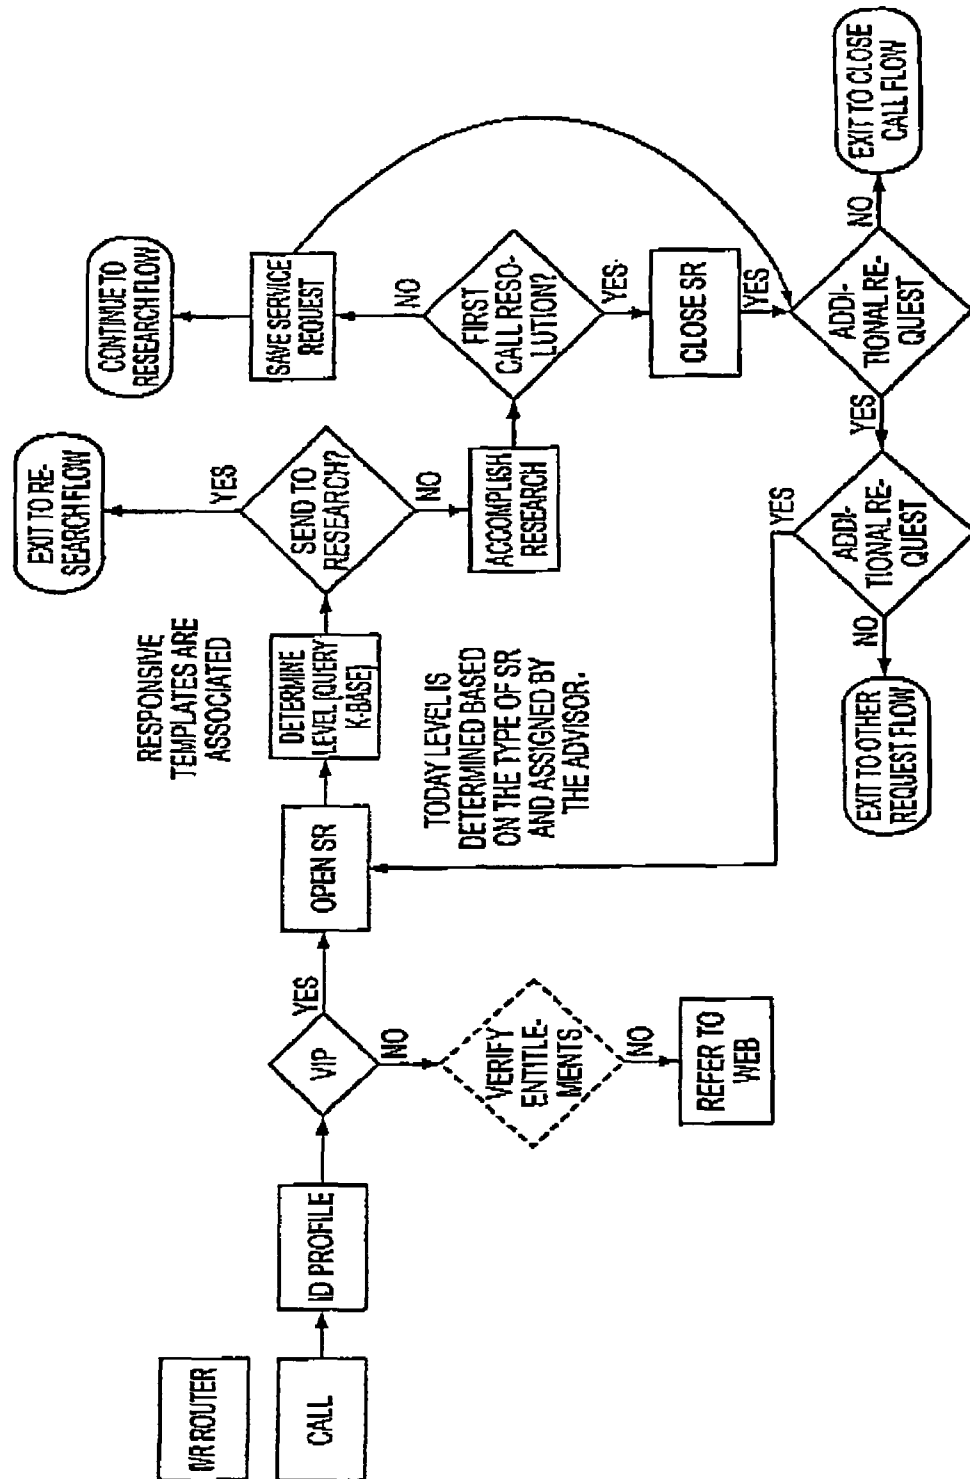 IVR ROUTER
CALL
ID PROFILE
VIP
YES
NO
VERIFY
ENTITLE-
MENTS
NO
REFER TO
WEB
OPEN SR
RESPONSIVE
TEMPLATES ARE
ASSOCIATED
DETERMINE
LEVEL (QUERY
K-BASE)
TODAY LEVEL IS
DETERMINED BASED
ON THE TYPE OF SR
AND ASSIGNED BY
THE ADVISOR.
SEND TO
RESEARCH?
YES
EXIT TO RE-
SEARCH FLOW
NO
ACCOMPLISH
RESEARCH
FIRST
CALL RESO-
LUTION?
NO
SAVE SERVICE
REQUEST
CONTINUE TO
RESEARCH FLOW
YES.
CLOSE SR
YES
ADDI-
TIONAL RE-
QUEST
NO
EXIT TO CLOSE
CALL FLOW
YES
ADDI-
TIONAL RE-
QUEST
YES
NO
EXIT TO OTHER
REQUEST FLOW